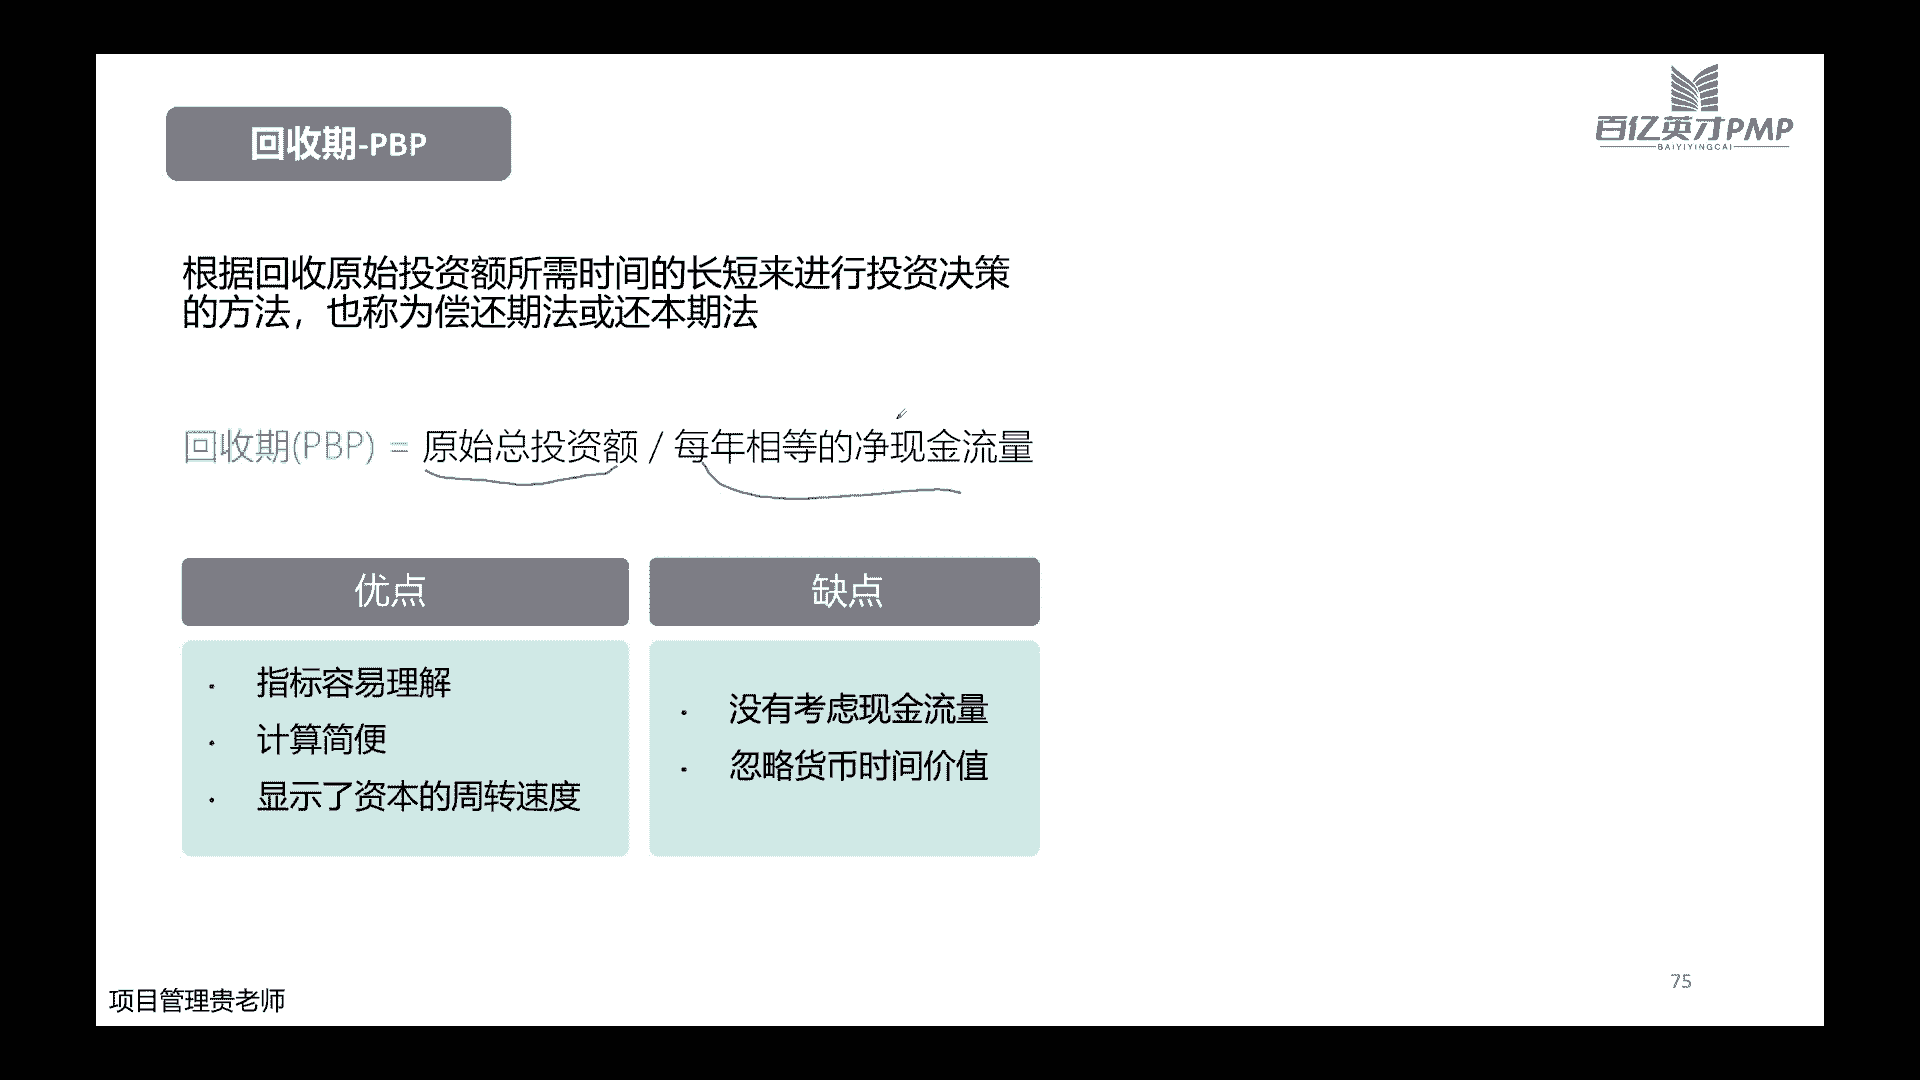 回收期-PBP
百亿英才PMP
BAIYIYINGCAI
根据回收原始投资额所需时间的长短来进行投资决策
的方法，也称为偿还期法或还本期法
回收期(PBP) = 原始总投资额 / 每年相等的净现金流量
优点
· 指标容易理解
· 计算简便
· 显示了资本的周转速度
缺点
· 没有考虑现金流量
· 忽略货币时间价值
75
项目管理贵老师